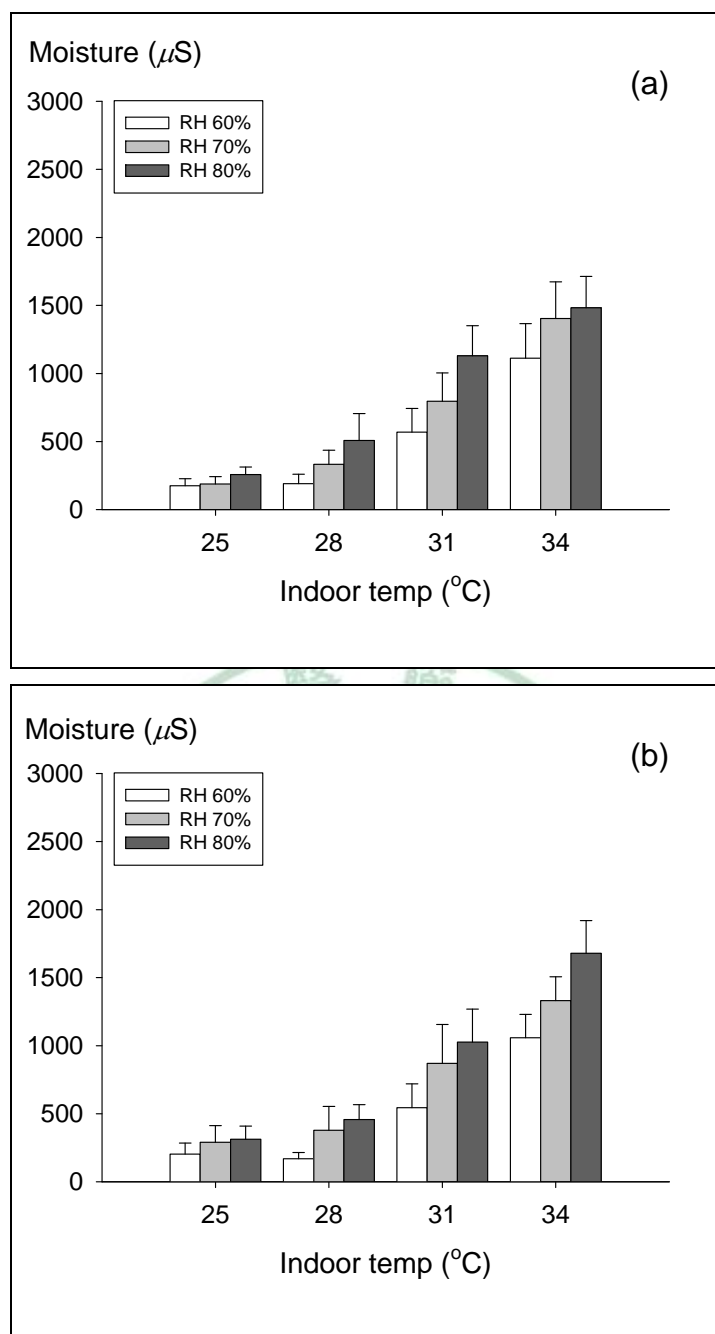 Moisture (μS)
(a)
3000
RH 60%
RH 70%
RH 80%
2500
2000
1500
1000
500
0
25 28 31 34
Indoor temp (°C)
Moisture (μS)
(b)
3000
RH 60%
RH 70%
RH 80%
2500
2000
1500
1000
500
0
25 28 31 34
Indoor temp (°C)